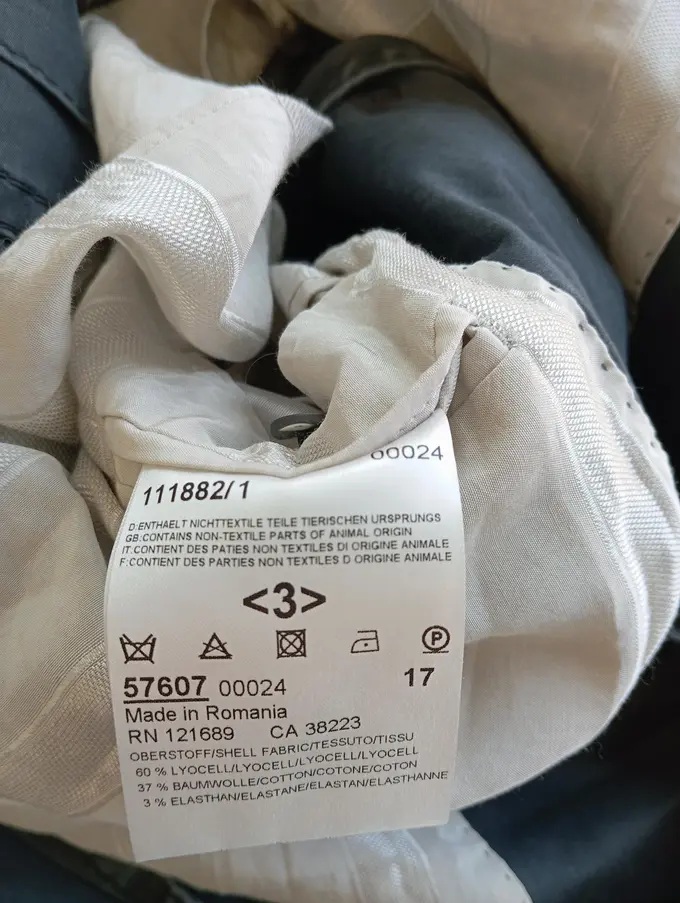 00024
111882/1
D:ENTHAELT NICHTTEXTILE TEILE TIERISCHEN URSPRUNGS
GB:CONTAINS NON-TEXTILE PARTS OF ANIMAL ORIGIN
IT:CONTIENT DES PATIES NON TEXTILES DI ORIGINE ANIMALE
F:CONTIENT DES PARTIES NON TEXTILES D ORIGINE ANIMALE
<3>
P
57607 00024 17
Made in Romania
RN 121689 CA 38223
OBERSTOFF/SHELL FABRIC/TESSUTO/TISSU
60 % LYOCELL/LYOCELL/LYOCELL/LYOCELL
37 % BAUMWOLLE/COTTON/COTONE/COTON
3 % ELASTHAN/ELASTANE/ELASTAN/ELASTHANNE